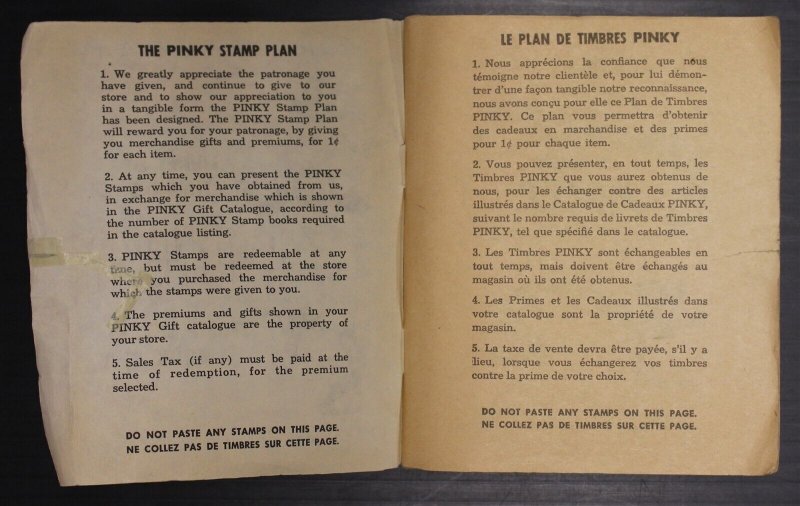 THE PINKY STAMP PLAN
1. We greatly appreciate the patronage you
have given, and continue to give to our
store and to show our appreciation to you
in a tangible form the PINKY Stamp Plan
has been designed. The PINKY Stamp Plan
will reward you for your patronage, by giving
you merchandise gifts and premiums, for 1¢
for each item.
2. At any time, you can present the PINKY
Stamps which you have obtained from us,
in exchange for merchandise which is shown
in the PINKY Gift Catalogue, according to
the number of PINKY Stamp books required
in the catalogue listing.
3. PINKY Stamps are redeemable at any
time, but must be redeemed at the store
where you purchased the merchandise for
which the stamps were given to you.
4. The premiums and gifts shown in your
PINKY Gift catalogue are the property of
your store.
5. Sales Tax (if any) must be paid at the
time of redemption, for the premium
selected.
DO NOT PASTE ANY STAMPS ON THIS PAGE.
NE COLLEZ PAS DE TIMBRES SUR CETTE PAGE.
LE PLAN DE TIMBRES PINKY
1. Nous apprécions la confiance que nous
témoigne notre clientèle et, pour lui démon-
trer d'une façon tangible notre reconnaissance,
nous avons conçu pour elle ce Plan de Timbres
PINKY. Ce plan vous permettra d'obtenir
des cadeaux en marchandise et des primes
pour 1¢ pour chaque item.
2. Vous pouvez présenter, en tout temps, les
Timbres PINKY que vous aurez obtenus de
nous, pour les échanger contre des articles
illustrés dans le Catalogue de Cadeaux PINKY,
suivant le nombre requis de livrets de Timbres
PINKY, tel que spécifié dans le catalogue.
3. Les Timbres PINKY sont échangeables en
tout temps, mais doivent être échangés au
magasin où ils ont été obtenus.
4. Les Primes et les Cadeaux illustrés dans
votre catalogue sont la propriété de votre
magasin.
5. La taxe de vente devra être payée, s'il y a
lieu, lorsque vous échangerez vos timbres
contre la prime de votre choix.
DO NOT PASTE ANY STAMPS ON THIS PAGE.
NE COLLEZ PAS DE TIMBRES SUR CETTE PAGE.